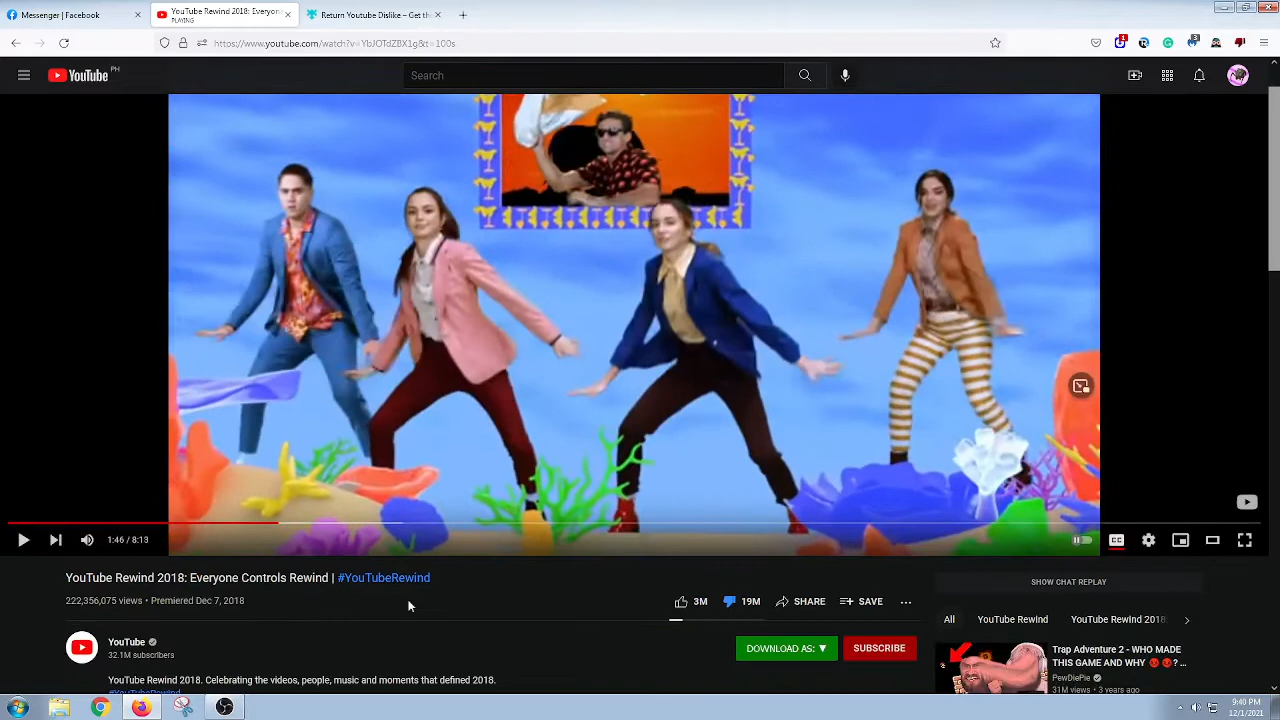 Messenger | Facebook
YouTube Rewind 2018: Everyon
PLAYING
Return YouTube Dislike – Get it
https://www.youtube.com/watch?v=YbJOTdZBX1g&t=100s
YouTube PH
Search
1:46 / 8:13
CC
YouTube Rewind 2018: Everyone Controls Rewind | #YouTubeRewind
222,356,075 views • Premiered Dec 7, 2018
3M 19M SHARE SAVE
SHOW CHAT REPLAY
All YouTube Rewind YouTube Rewind 2018:
YouTube
32.1M subscribers
DOWNLOAD AS: ▼ SUBSCRIBE
YouTube Rewind 2018. Celebrating the videos, people, music and moments that defined 2018.
#YouTubeRewind
Trap Adventure 2 - WHO MADE
THIS GAME AND WHY 😡 ?...
PewDiePie
31M views • 3 years ago
9:40 PM
12/1/2021